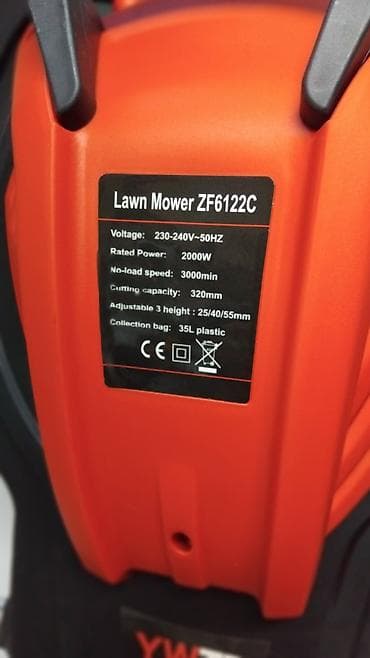 Lawn Mower ZF6122C
Voltage: 230-240V~50HZ
Rated Power: 2000W
No-load speed: 3000min
Cutting capacity: 320mm
Adjustable 3 height : 25/40/55mm
Collection bag: 35L plastic
CE